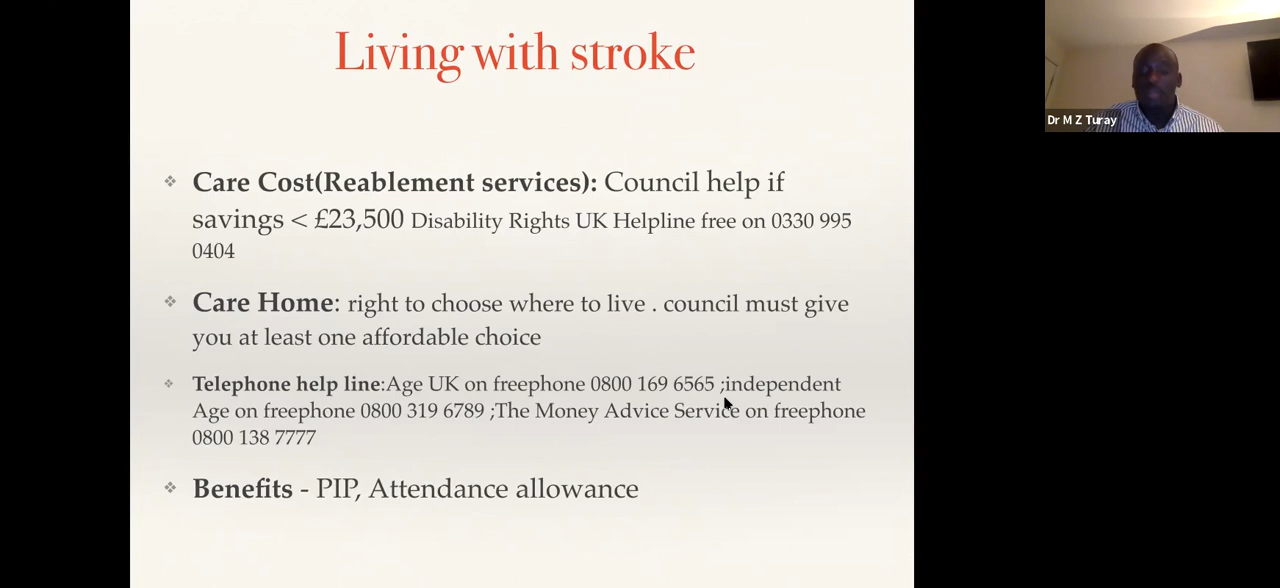 Living with stroke
❖ Care Cost(Reablement services): Council help if
savings < £23,500 Disability Rights UK Helpline free on 0330 995
0404
❖ Care Home: right to choose where to live . council must give
you at least one affordable choice
❖ Telephone help line:Age UK on freephone 0800 169 6565 ;independent
Age on freephone 0800 319 6789 ;The Money Advice Service on freephone
0800 138 7777
❖ Benefits - PIP, Attendance allowance
Dr M Z Turay